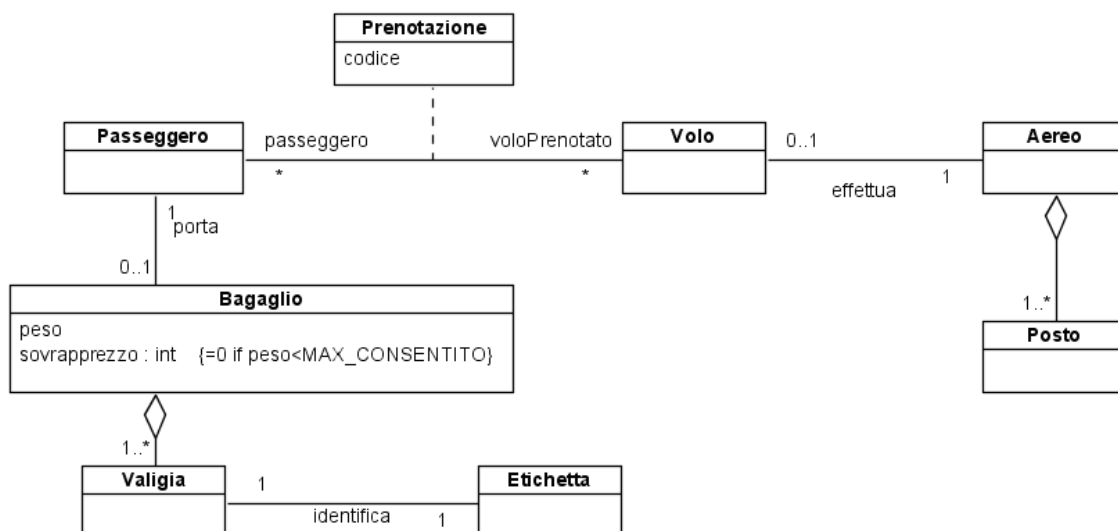 Prenotazione
codice
Passeggero
passeggero
voloPrenotato
*
*
Volo
0..1
effettua
1
Aereo
1
porta
0..1
Bagaglio
peso
sovrapprezzo : int {=0 if peso<MAX_CONSENTITO}
1..*
Posto
1..*
Valigia
1
identifica
1
Etichetta